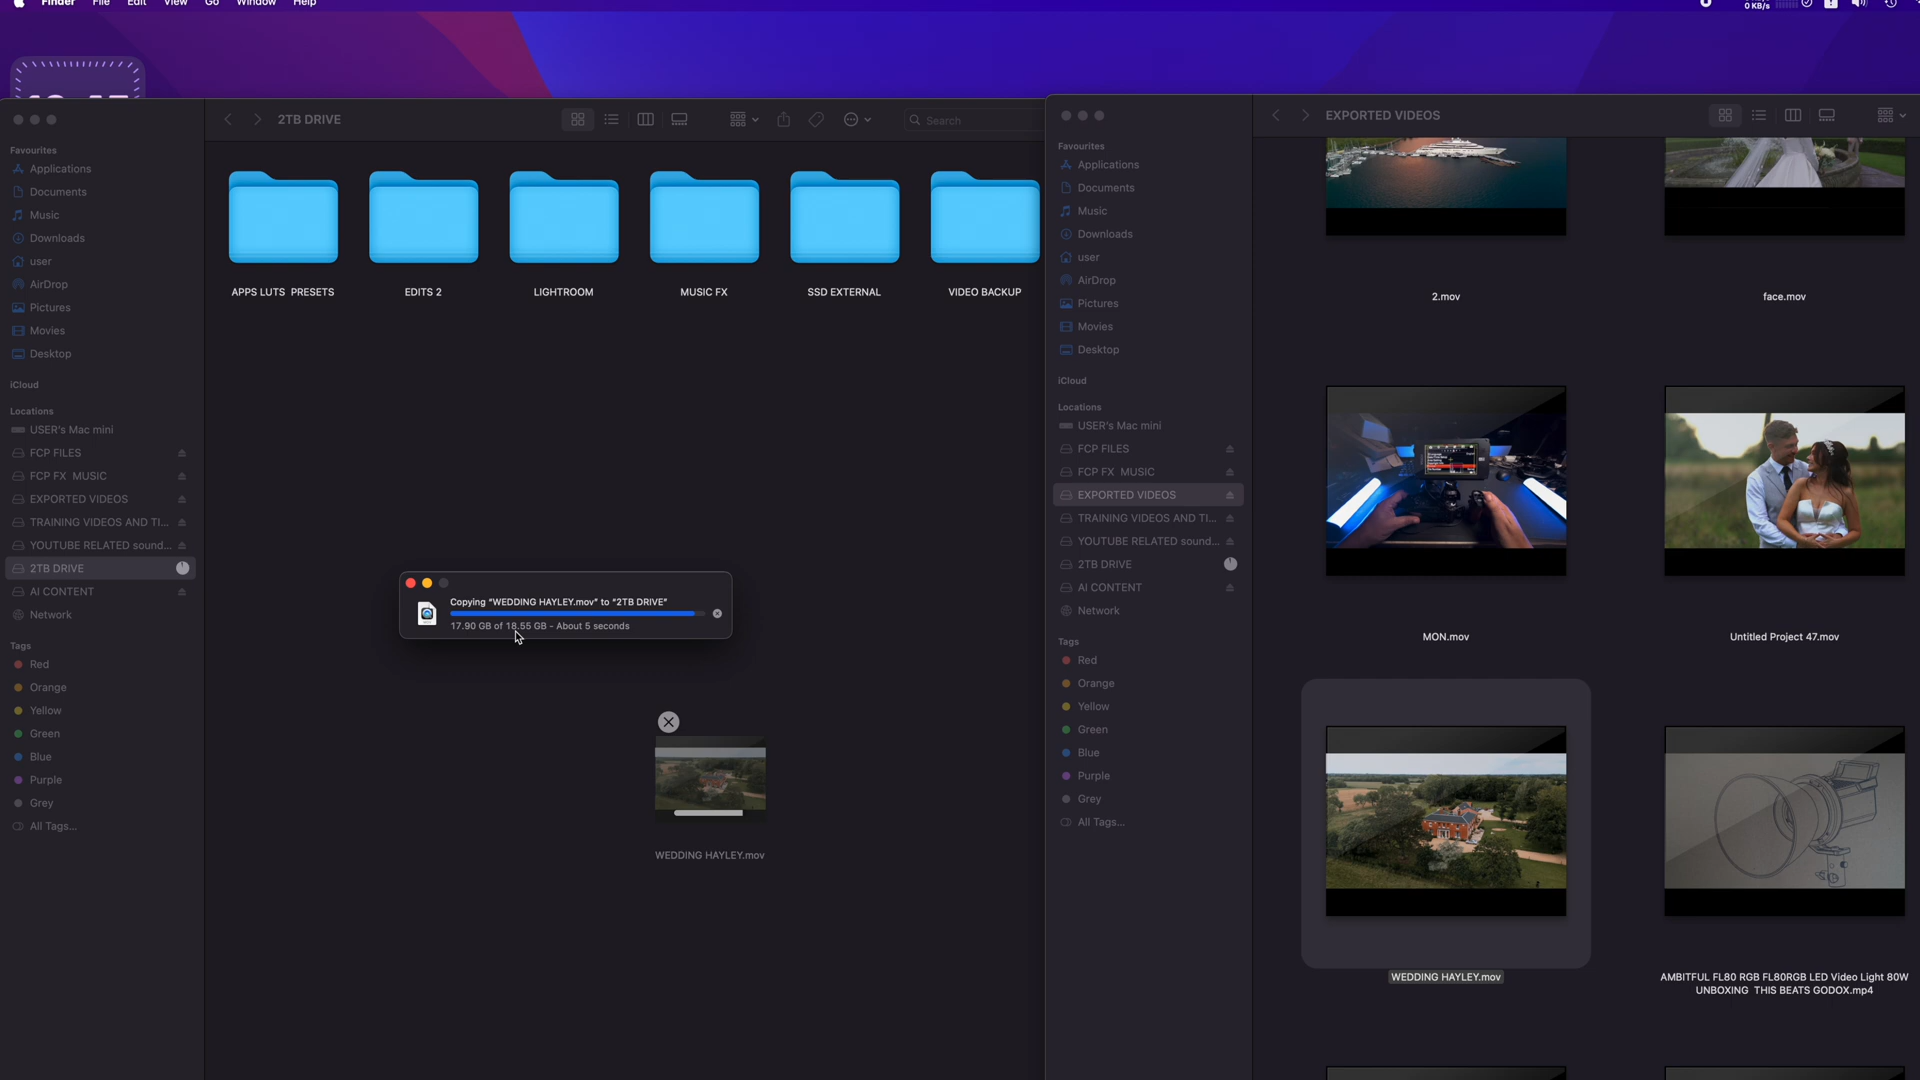 Finder File Edit View Go Window Help
0 KB/s
2TB DRIVE
Search
Favourites
Applications
Documents
Music
Downloads
user
AirDrop
Pictures
Movies
Desktop
iCloud
Locations
USER's Mac mini
FCP FILES
FCP FX MUSIC
EXPORTED VIDEOS
TRAINING VIDEOS AND TI...
YOUTUBE RELATED sound...
2TB DRIVE
AI CONTENT
Network
Tags
Red
Orange
Yellow
Green
Blue
Purple
Grey
All Tags...
APPS LUTS PRESETS
EDITS 2
LIGHTROOM
MUSIC FX
SSD EXTERNAL
VIDEO BACKUP
Copying "WEDDING HAYLEY.mov" to "2TB DRIVE"
17.90 GB of 18.55 GB - About 5 seconds
WEDDING HAYLEY.mov
EXPORTED VIDEOS
Favourites
Applications
Documents
Music
Downloads
user
AirDrop
Pictures
Movies
Desktop
iCloud
Locations
USER's Mac mini
FCP FILES
FCP FX MUSIC
EXPORTED VIDEOS
TRAINING VIDEOS AND TI...
YOUTUBE RELATED sound...
2TB DRIVE
AI CONTENT
Network
Tags
Red
Orange
Yellow
Green
Blue
Purple
Grey
All Tags...
2.mov
face.mov
MON.mov
Untitled Project 47.mov
WEDDING HAYLEY.mov
AMBITFUL FL80 RGB FL80RGB LED Video Light 80W
UNBOXING THIS BEATS GODOX.mp4